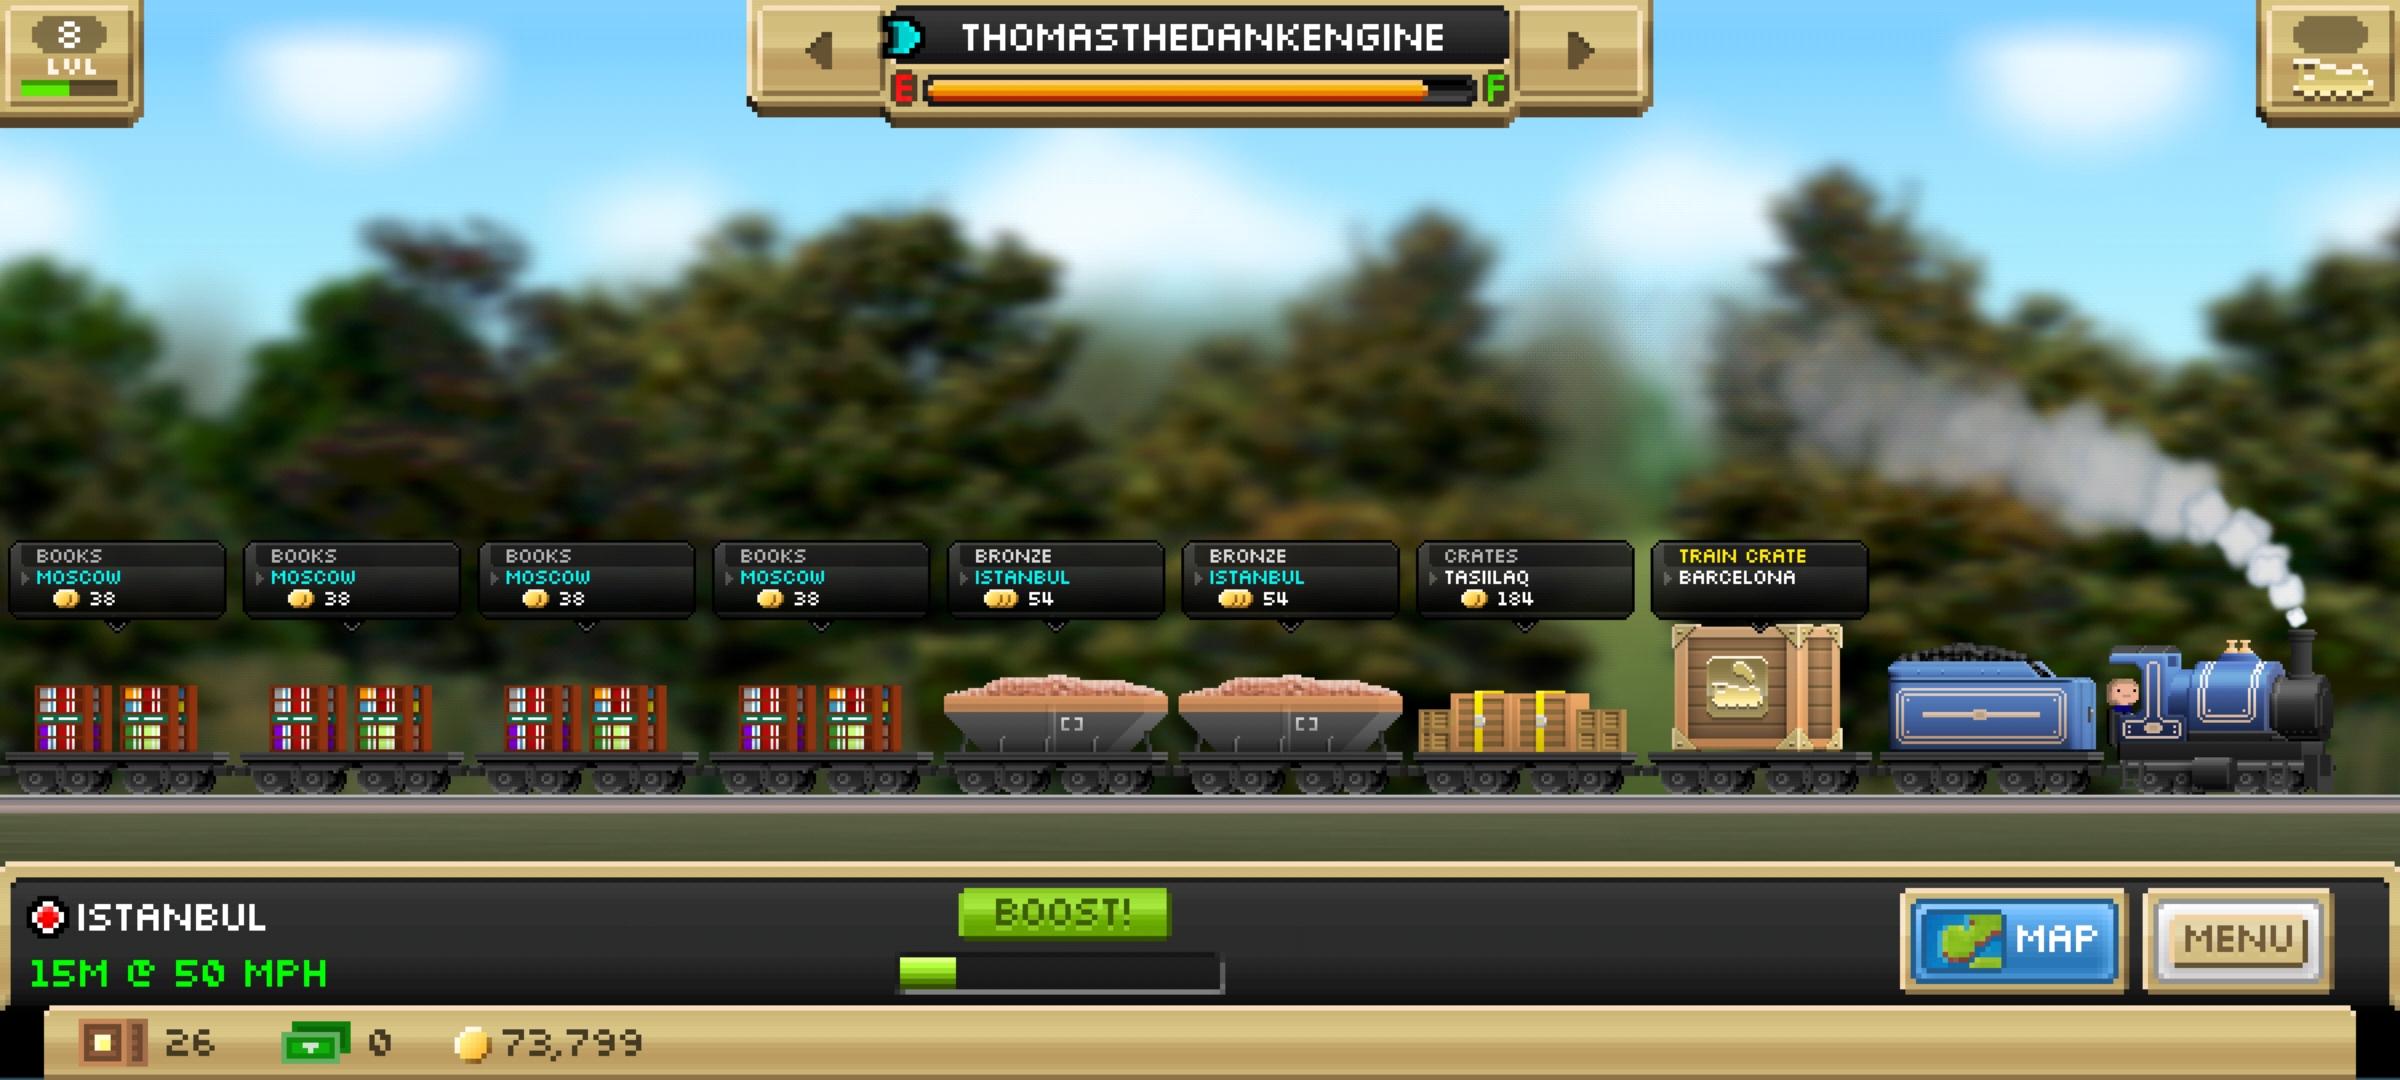 8
LVL
THOMASTHEDANKENGINE
E F
BOOKS
MOSCOW
38
BOOKS
MOSCOW
38
BOOKS
MOSCOW
38
BOOKS
MOSCOW
38
BRONZE
ISTANBUL
54
BRONZE
ISTANBUL
54
CRATES
TASIILAQ
184
TRAIN CRATE
BARCELONA
ISTANBUL
15M @ 50 MPH
BOOST!
MAP
MENU
26
0
73,799